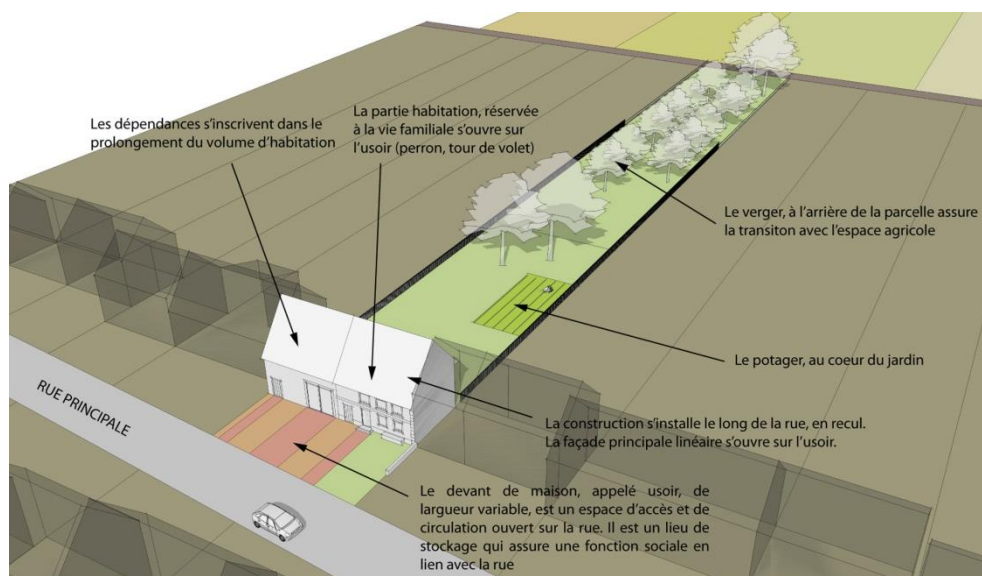 La partie habitation, réservée
à la vie familiale s'ouvre sur
l'usoir (perron, tour de volet)
Les dépendances s'inscrivent dans le
prolongement du volume d'habitation
Le verger, à l'arrière de la parcelle assure
la transiton avec l'espace agricole
Le potager, au coeur du jardin
RUE PRINCIPALE
La construction s'installe le long de la rue, en recul.
La façade principale linéaire s'ouvre sur l'usoir.
Le devant de maison, appelé usoir, de
largueur variable, est un espace d'accès et de
circulation ouvert sur la rue. Il est un lieu de
stockage qui assure une fonction sociale en
lien avec la rue